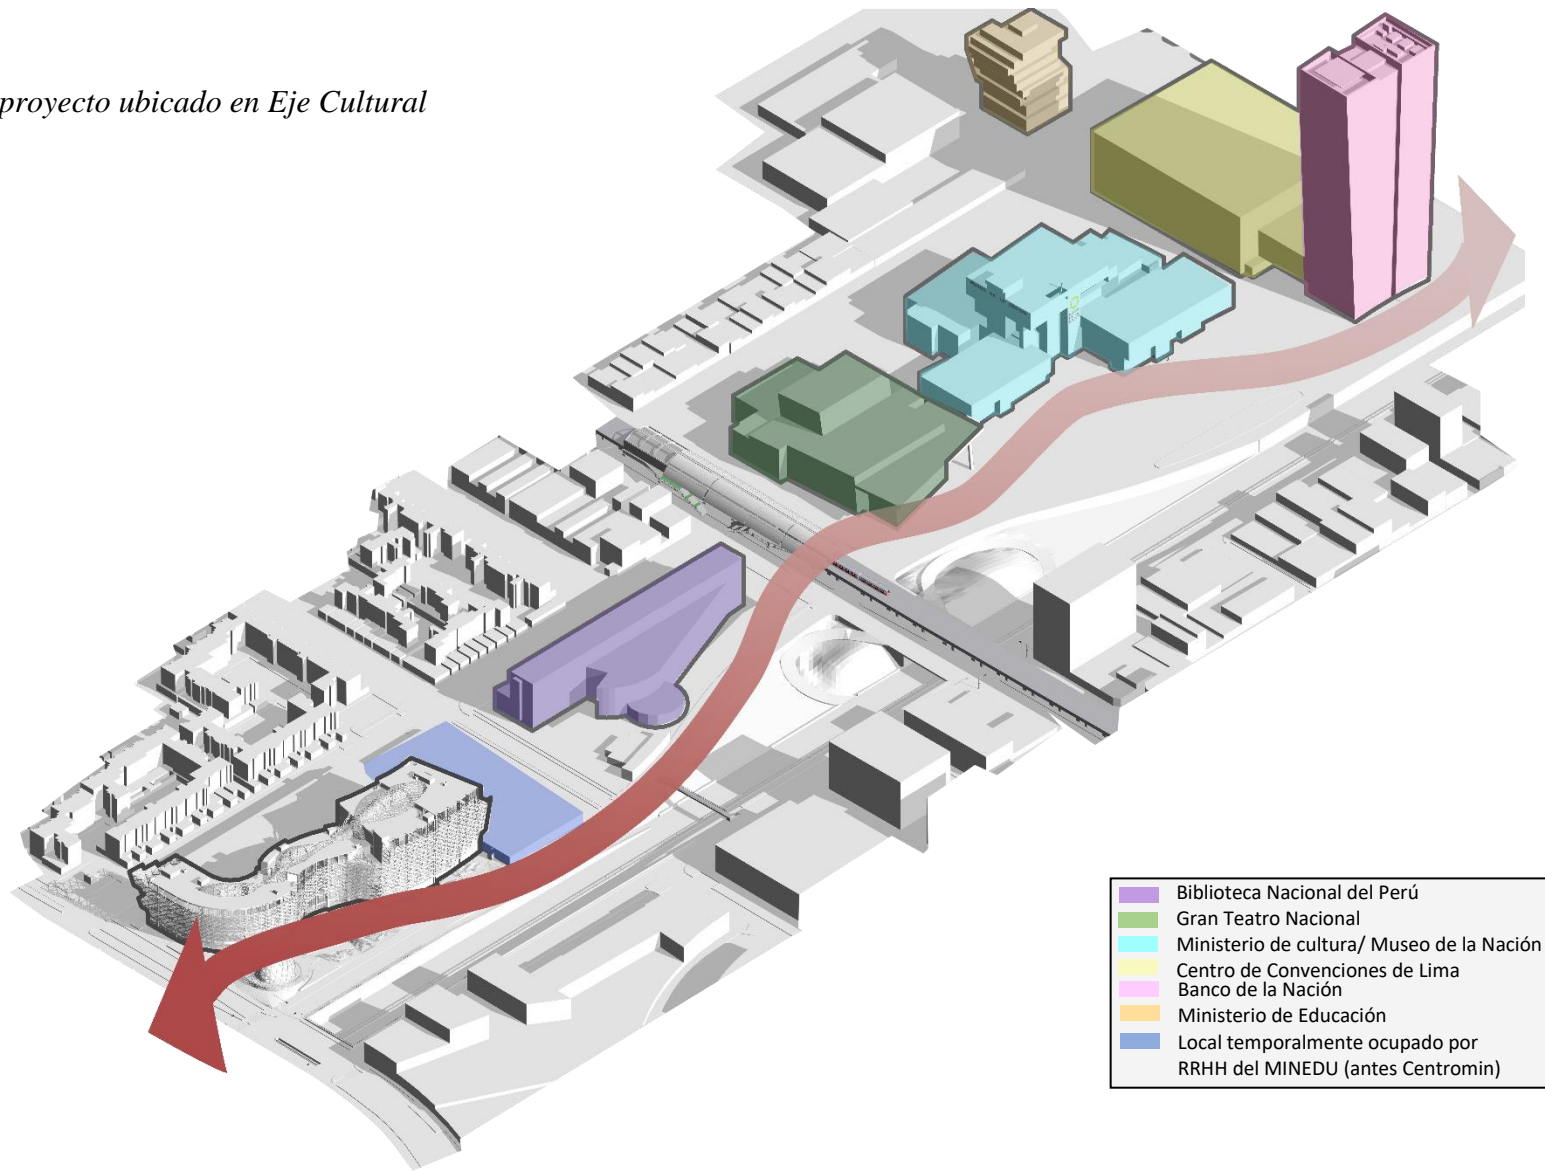 proyecto ubicado en Eje Cultural
Biblioteca Nacional del Perú
Gran Teatro Nacional
Ministerio de cultura/ Museo de la Nación
Centro de Convenciones de Lima
Banco de la Nación
Ministerio de Educación
Local temporalmente ocupado por
RRHH del MINEDU (antes Centromin)